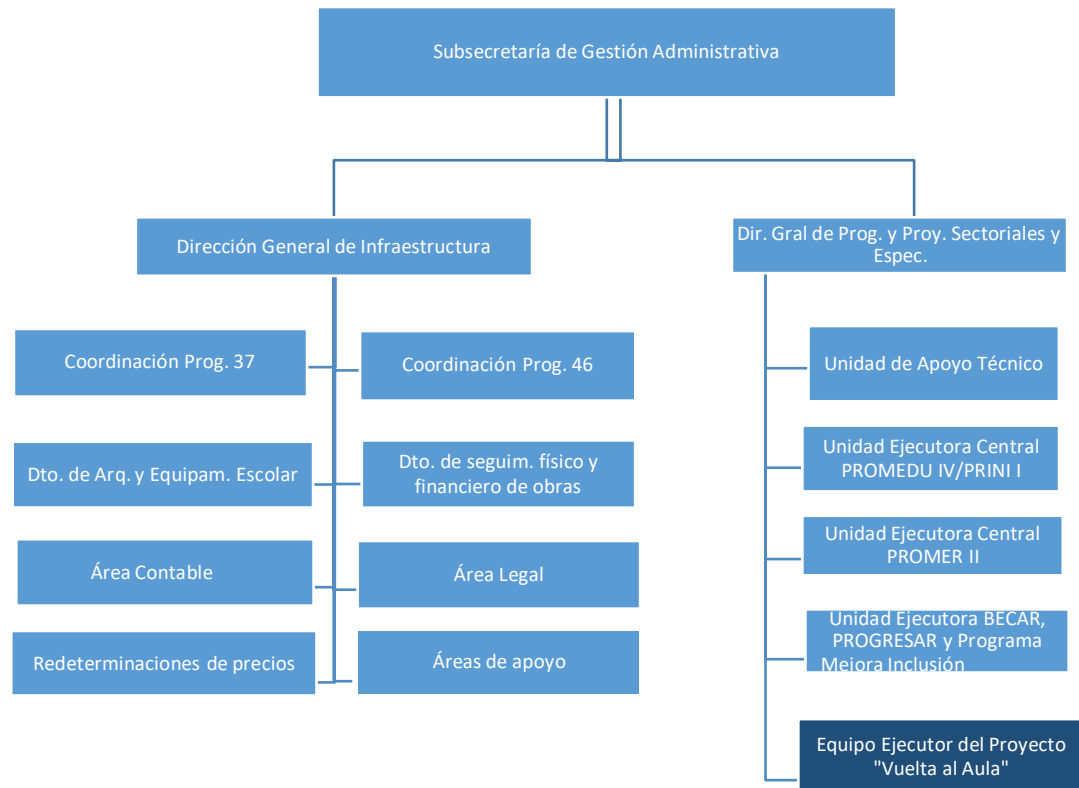 Subsecretaría de Gestión Administrativa
Dirección General de Infraestructura
Coordinación Prog. 37
Coordinación Prog. 46
Dto. de Arq. y Equipam. Escolar
Dto. de seguim. físico y
financiero de obras
Área Contable
Área Legal
Redeterminaciones de precios
Áreas de apoyo
Dir. Gral de Prog. y Proy. Sectoriales y
Espec.
Unidad de Apoyo Técnico
Unidad Ejecutora Central
PROMEDU IV/PRINI I
Unidad Ejecutora Central
PROMER II
Unidad Ejecutora BECAR,
PROGRESAR y Programa
Mejora Inclusión
Equipo Ejecutor del Proyecto
"Vuelta al Aula"